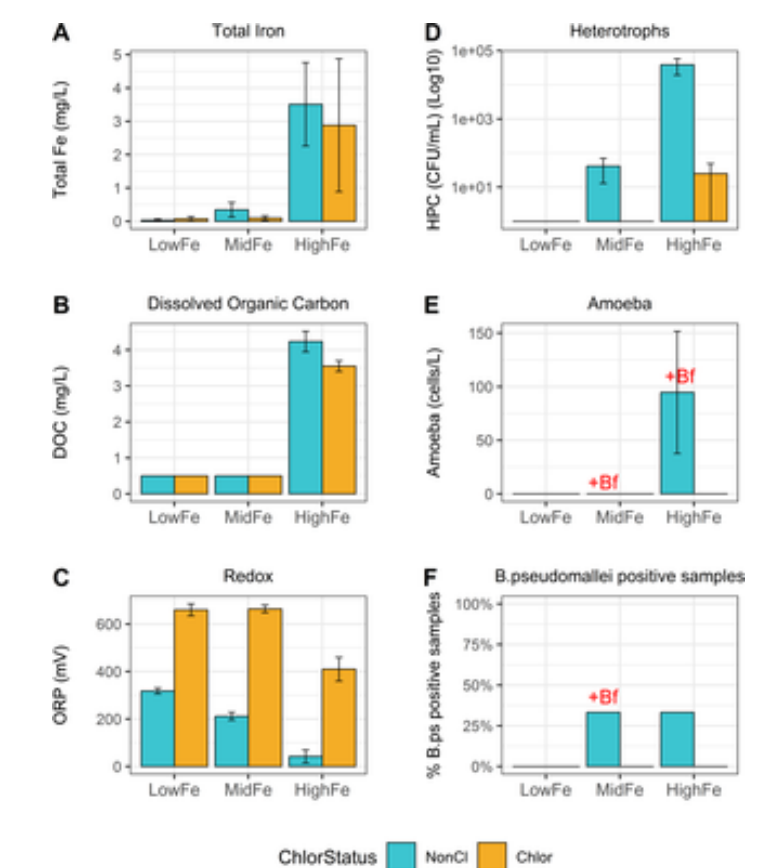 A
Total Iron
Total Fe (mg/L)
5
4
3
2
1
0
LowFe MidFe HighFe
B
Dissolved Organic Carbon
DOC (mg/L)
4
3
2
1
0
LowFe MidFe HighFe
C
Redox
ORP (mV)
600
400
200
0
LowFe MidFe HighFe
D
Heterotrophs
HPC (CFU/mL) (Log10)
1e+05
1e+03
1e+01
LowFe MidFe HighFe
E
Amoeba
Amoeba (cells/L)
150
100
50
0
+Bf
+Bf
LowFe MidFe HighFe
F
B.pseudomallei positive samples
% B.ps positive samples
100%
75%
50%
25%
0%
+Bf
LowFe MidFe HighFe
ChlorStatus NonCl Chlor